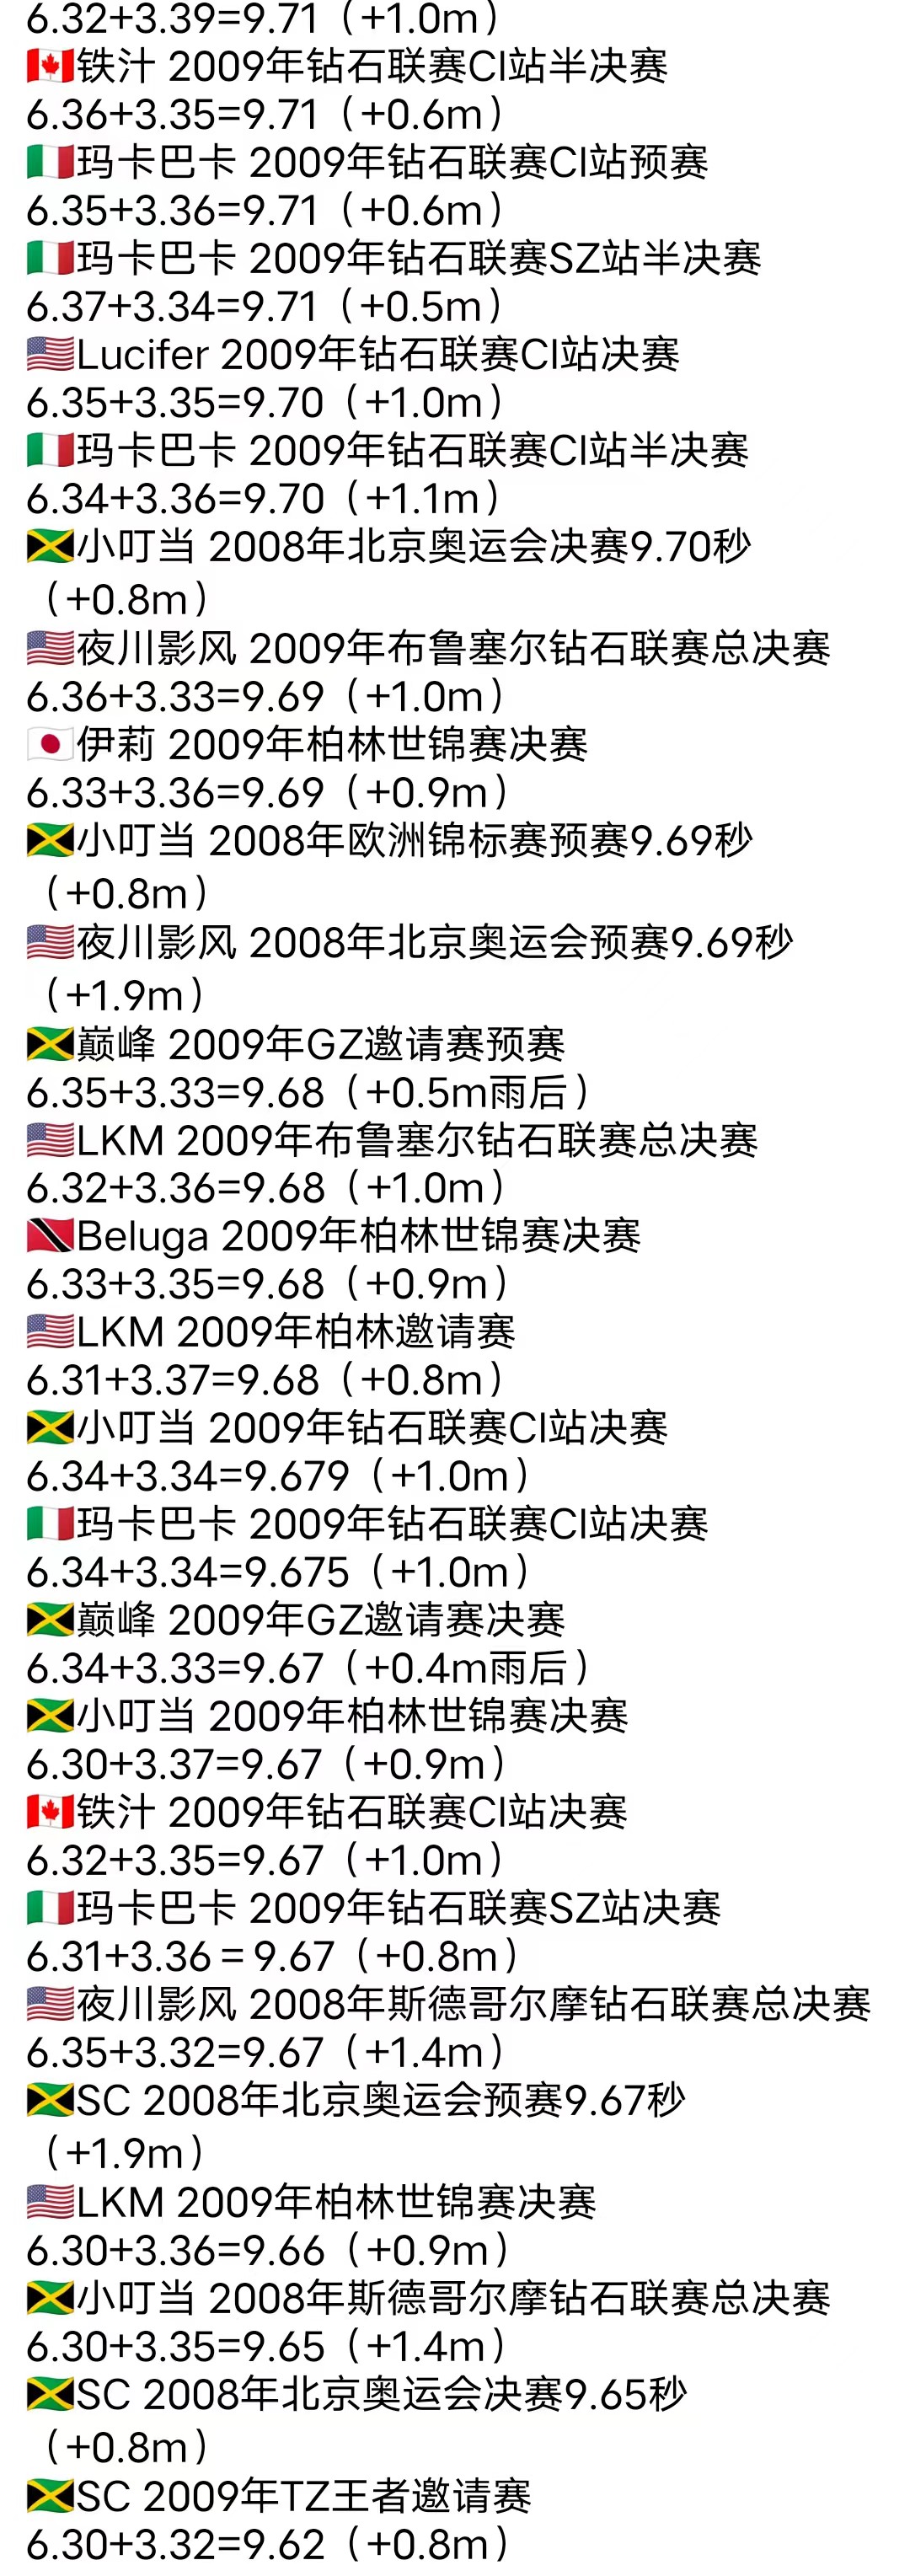 6.32+3.39=9.71（+1.0m）
🇨🇦铁汁 2009年钻石联赛CI站半决赛
6.36+3.35=9.71（+0.6m）
🇮🇹玛卡巴卡 2009年钻石联赛CI站预赛
6.35+3.36=9.71（+0.6m）
🇮🇹玛卡巴卡 2009年钻石联赛SZ站半决赛
6.37+3.34=9.71（+0.5m）
🇺🇸Lucifer 2009年钻石联赛CI站决赛
6.35+3.35=9.70（+1.0m）
🇮🇹玛卡巴卡 2009年钻石联赛CI站半决赛
6.34+3.36=9.70（+1.1m）
🇯🇲小叮当 2008年北京奥运会决赛9.70秒
（+0.8m）
🇺🇸夜川影风 2009年布鲁塞尔钻石联赛总决赛
6.36+3.33=9.69（+1.0m）
🇯🇵伊莉 2009年柏林世锦赛决赛
6.33+3.36=9.69（+0.9m）
🇯🇲小叮当 2008年欧洲锦标赛预赛9.69秒
（+0.8m）
🇺🇸夜川影风 2008年北京奥运会预赛9.69秒
（+1.9m）
🇯🇲巅峰 2009年GZ邀请赛预赛
6.35+3.33=9.68（+0.5m雨后）
🇺🇸LKM 2009年布鲁塞尔钻石联赛总决赛
6.32+3.36=9.68（+1.0m）
🇹🇹Beluga 2009年柏林世锦赛决赛
6.33+3.35=9.68（+0.9m）
🇺🇸LKM 2009年柏林邀请赛
6.31+3.37=9.68（+0.8m）
🇯🇲小叮当 2009年钻石联赛CI站决赛
6.34+3.34=9.679（+1.0m）
🇮🇹玛卡巴卡 2009年钻石联赛CI站决赛
6.34+3.34=9.675（+1.0m）
🇯🇲巅峰 2009年GZ邀请赛决赛
6.34+3.33=9.67（+0.4m雨后）
🇯🇲小叮当 2009年柏林世锦赛决赛
6.30+3.37=9.67（+0.9m）
🇨🇦铁汁 2009年钻石联赛CI站决赛
6.32+3.35=9.67（+1.0m）
🇮🇹玛卡巴卡 2009年钻石联赛SZ站决赛
6.31+3.36＝9.67（+0.8m）
🇺🇸夜川影风 2008年斯德哥尔摩钻石联赛总决赛
6.35+3.32=9.67（+1.4m）
🇯🇲SC 2008年北京奥运会预赛9.67秒
（+1.9m）
🇺🇸LKM 2009年柏林世锦赛决赛
6.30+3.36=9.66（+0.9m）
🇯🇲小叮当 2008年斯德哥尔摩钻石联赛总决赛
6.30+3.35=9.65（+1.4m）
🇯🇲SC 2008年北京奥运会决赛9.65秒
（+0.8m）
🇯🇲SC 2009年TZ王者邀请赛
6.30+3.32=9.62（+0.8m）